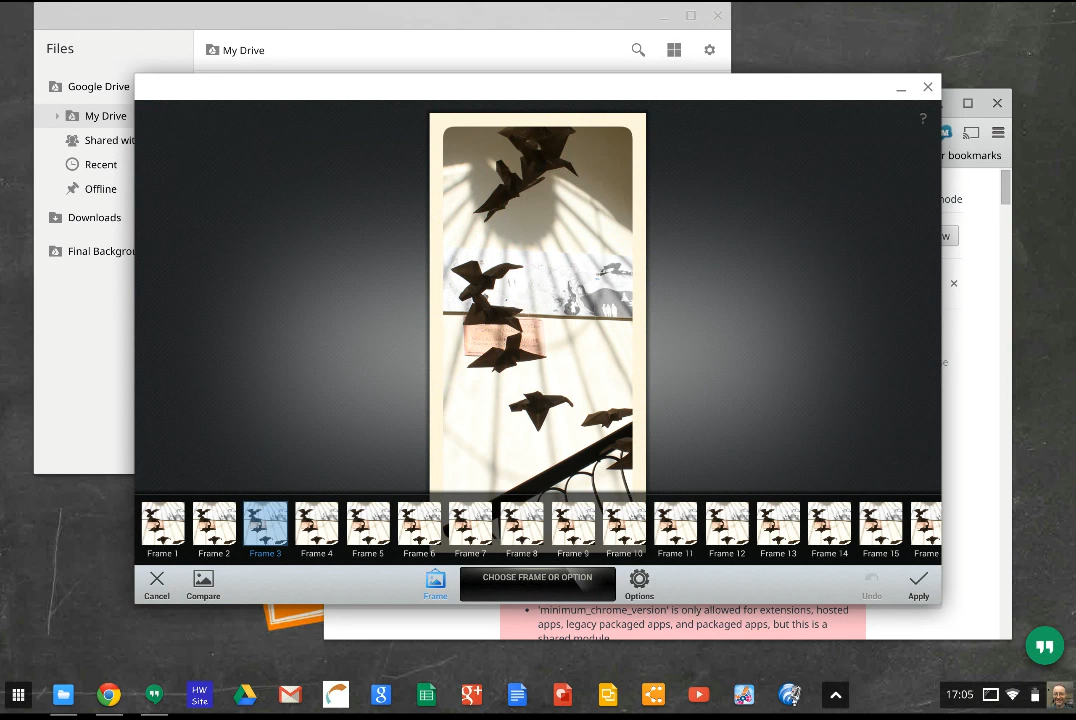 Files
My Drive
Google Drive
My Drive
Shared wit
Recent
Offline
Downloads
Final Backgrou
?
r bookmarks
node
w
Frame 1
Frame 2
Frame 3
Frame 4
Frame 5
Frame 6
Frame 7
Frame 8
Frame 9
Frame 10
Frame 11
Frame 12
Frame 13
Frame 14
Frame 15
Frame
Cancel
Compare
Frame
CHOOSE FRAME OR OPTION
Options
Undo
Apply
'minimum_chrome_version' is only allowed for extensions, hosted
apps, legacy packaged apps, and packaged apps, but this is a
shared module.
HW
Site
17:05